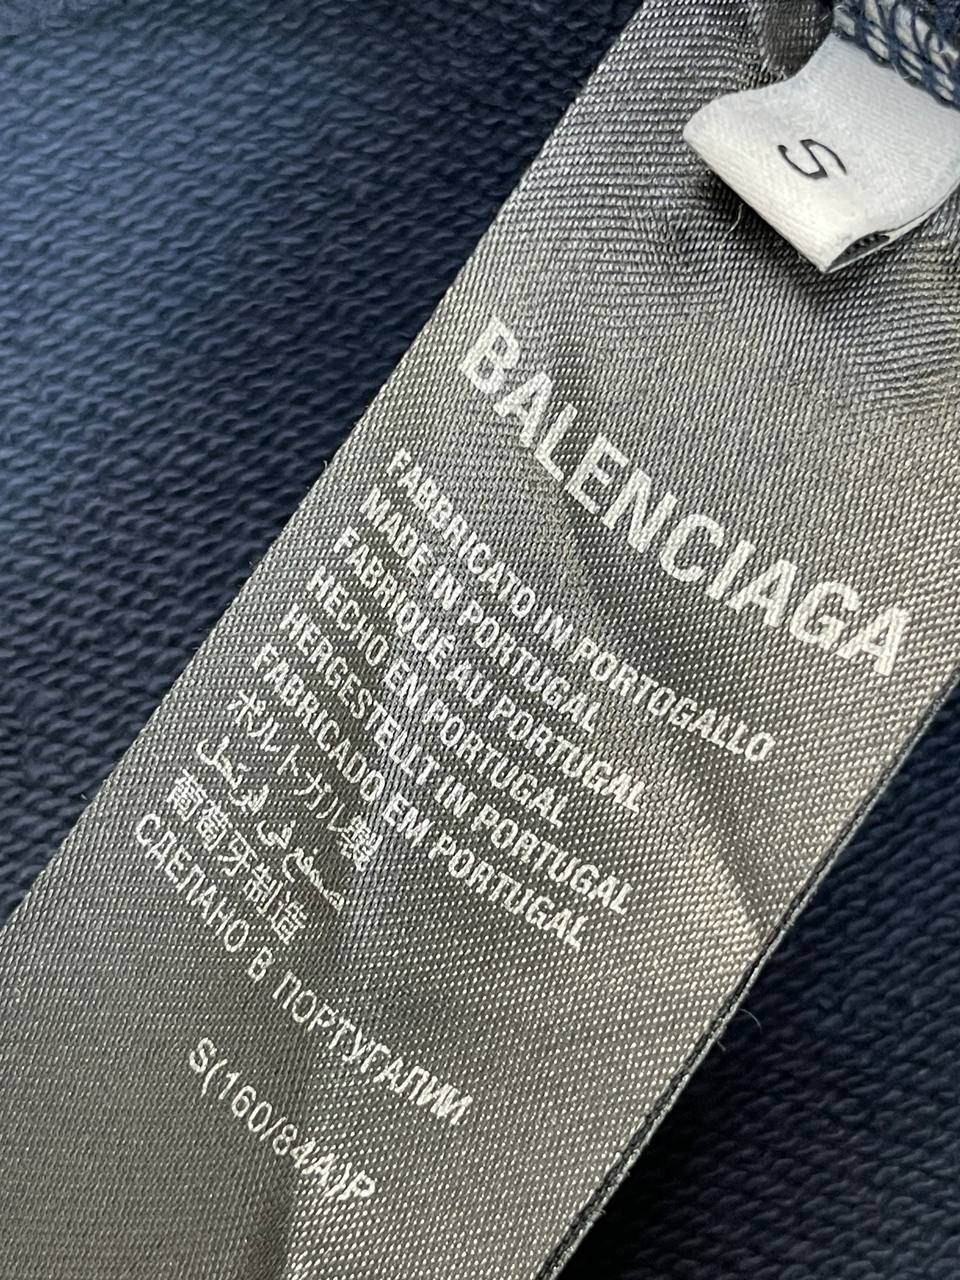 S
BALENCIAGA
FABBRICATO IN PORTOGALLO
MADE IN PORTUGAL
FABRIQUÉ AU PORTUGAL
HECHO EN PORTUGAL
HERGESTELLT IN PORTUGAL
FABRICADO EM PORTUGAL
ポルトガル製
صنع في البرتغال
葡萄牙制造
СДЕЛАНО В ПОРТУГАЛИИ
S(160/84A)P